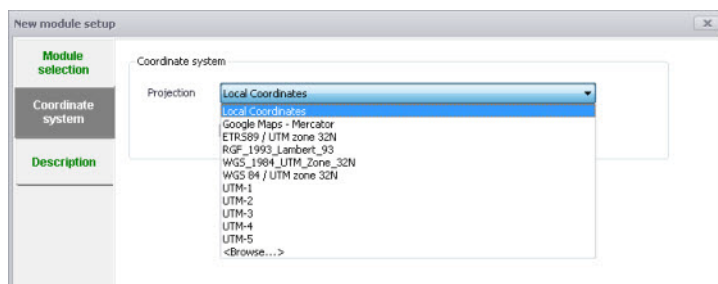 New module setup
x
Module
selection
Coordinate
system
Description
Coordinate system
Projection
Local Coordinates
Local Coordinates
Google Maps - Mercator
ETRS89 / UTM zone 32N
RGF_1993_Lambert_93
WGS_1984_UTM_Zone_32N
WGS 84 / UTM zone 32N
UTM-1
UTM-2
UTM-3
UTM-4
UTM-5
<Browse...>